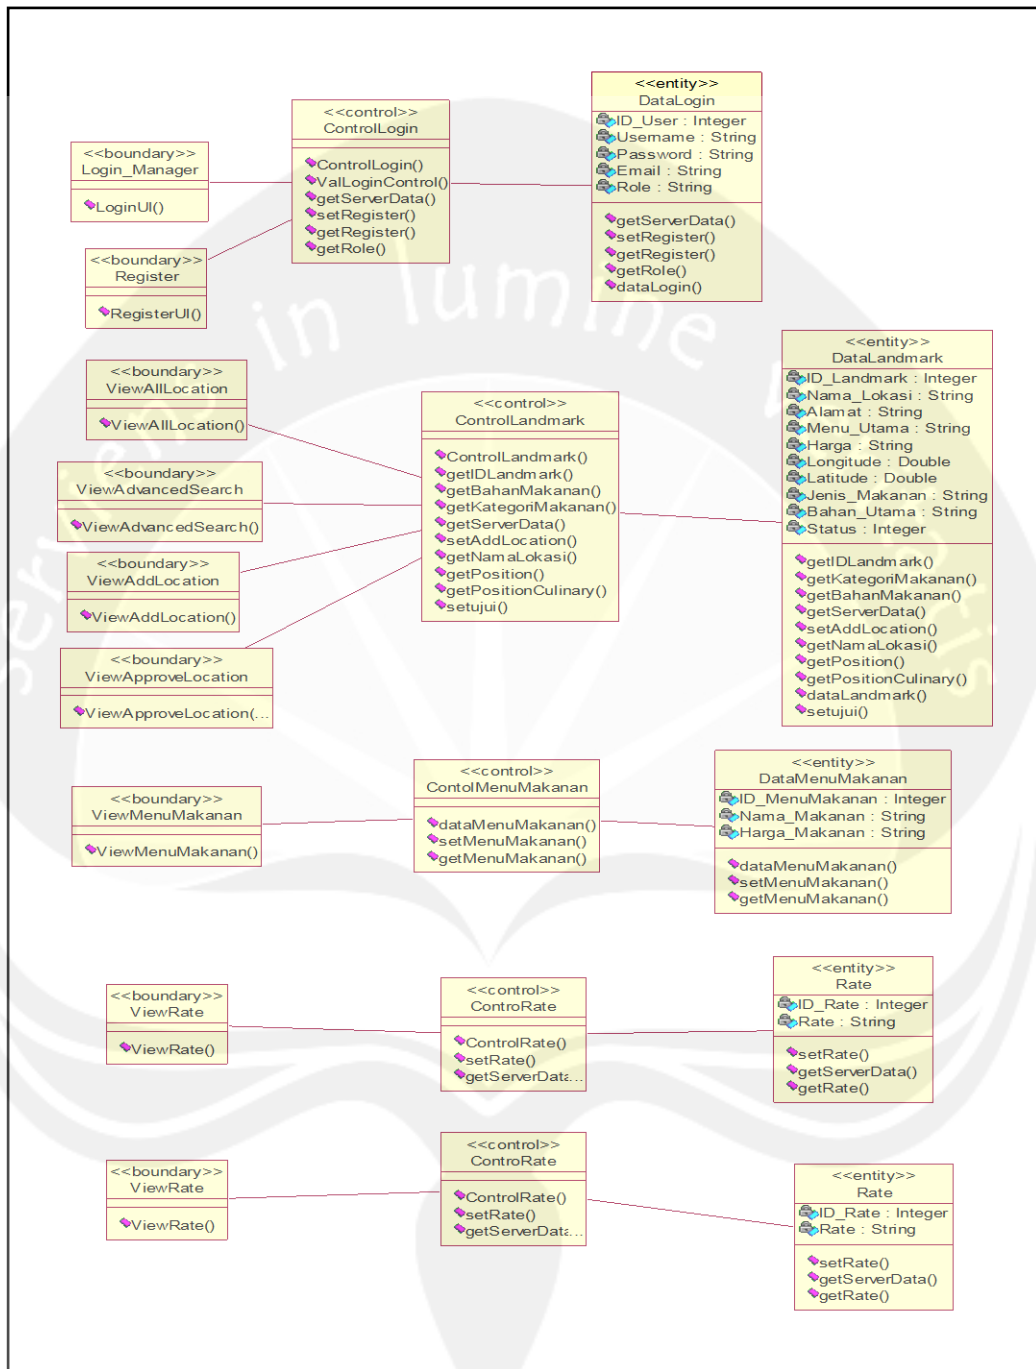 <<boundary>>
Login_Manager
LoginUI()
<<boundary>>
Register
RegisterUI()
<<control>>
ControlLogin
ControlLogin()
ValLoginControl()
getServerData()
setRegister()
getRegister()
getRole()
<<entity>>
DataLogin
ID_User : Integer
Username : String
Password : String
Email : String
Role : String
getServerData()
setRegister()
getRegister()
getRole()
dataLogin()
<<boundary>>
ViewAllLocation
ViewAllLocation()
<<boundary>>
ViewAdvancedSearch
ViewAdvancedSearch()
<<boundary>>
ViewAddLocation
ViewAddLocation()
<<boundary>>
ViewApproveLocation
ViewApproveLocation(...
<<control>>
ControlLandmark
ControlLandmark()
getIDLandmark()
getBahanMakanan()
getKategoriMakanan()
getServerData()
setAddLocation()
getNamaLokasi()
getPosition()
getPositionCulinary()
setujui()
<<entity>>
DataLandmark
ID_Landmark : Integer
Nama_Lokasi : String
Alamat : String
Menu_Utama : String
Harga : String
Longitude : Double
Latitude : Double
Jenis_Makanan : String
Bahan_Utama : String
Status : Integer
getIDLandmark()
getKategoriMakanan()
getBahanMakanan()
getServerData()
setAddLocation()
getNamaLokasi()
getPosition()
getPositionCulinary()
dataLandmark()
setujui()
<<boundary>>
ViewMenuMakanan
ViewMenuMakanan()
<<control>>
ContolMenuMakanan
dataMenuMakanan()
setMenuMakanan()
getMenuMakanan()
<<entity>>
DataMenuMakanan
ID_MenuMakanan : Integer
Nama_Makanan : String
Harga_Makanan : String
dataMenuMakanan()
setMenuMakanan()
getMenuMakanan()
<<boundary>>
ViewRate
ViewRate()
<<control>>
ControRate
ControlRate()
setRate()
getServerData...
<<entity>>
Rate
ID_Rate : Integer
Rate : String
setRate()
getServerData()
getRate()
<<boundary>>
ViewRate
ViewRate()
<<control>>
ControRate
ControlRate()
setRate()
getServerData...
<<entity>>
Rate
ID_Rate : Integer
Rate : String
setRate()
getServerData()
getRate()
serviens in lumine